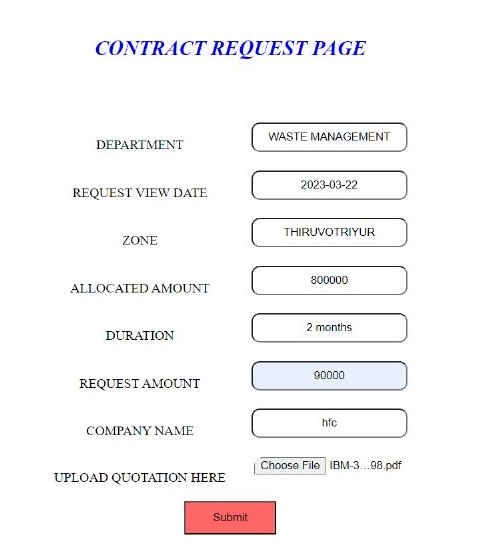 CONTRACT REQUEST PAGE
DEPARTMENT WASTE MANAGEMENT
REQUEST VIEW DATE 2023-03-22
ZONE THIRUVOTRIYUR
ALLOCATED AMOUNT 800000
DURATION 2 months
REQUEST AMOUNT 90000
COMPANY NAME hfc
UPLOAD QUOTATION HERE Choose File IBM-3...98.pdf
Submit